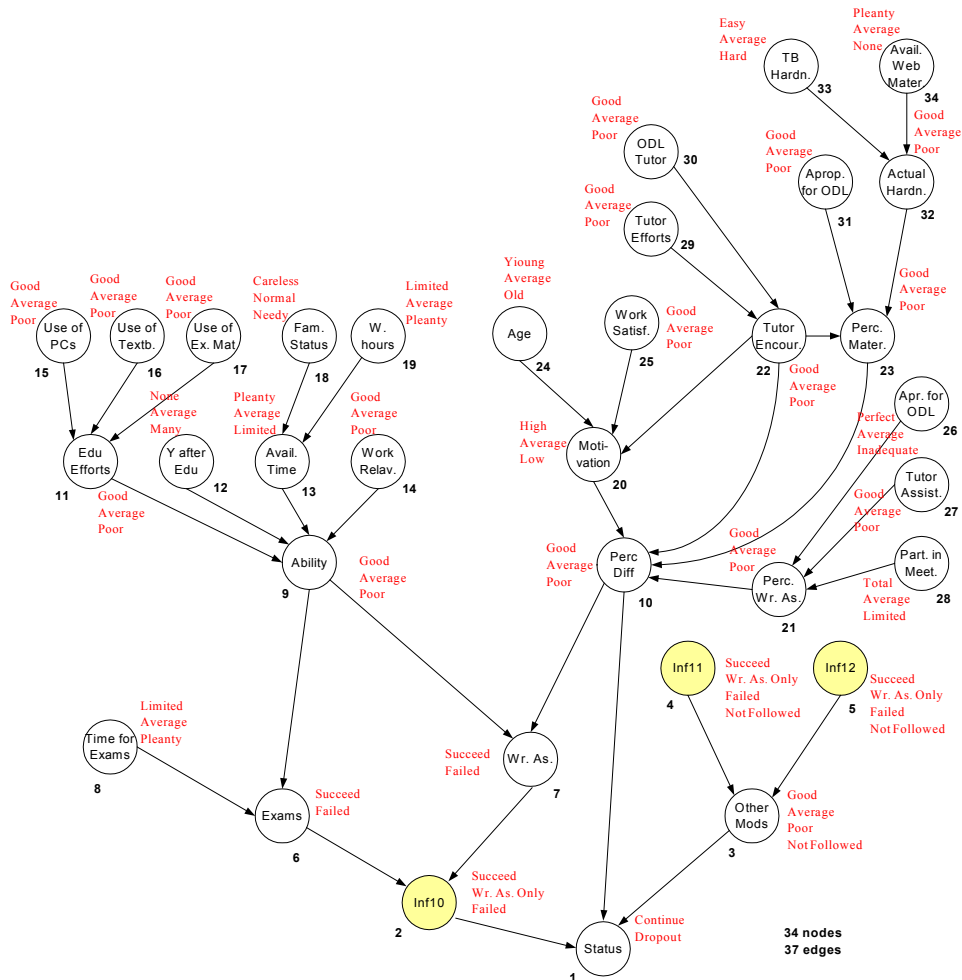 Easy
Average
Hard
TB
Hardn.
33
Pleanty
Average
None
Avail.
Web
Mater.
34
Good
Average
Poor
ODL
Tutor
30
Good
Average
Poor
Aprop.
for ODL
31
Good
Average
Poor
Actual
Hardn.
32
Good
Average
Poor
Tutor
Efforts
29
Good
Average
Poor
Good
Average
Poor
Use of
PCs
15
Good
Average
Poor
Use of
Textb.
16
Good
Average
Poor
Use of
Ex. Mat
17
Careless
Normal
Needy
Fam.
Status
18
Limited
Average
Pleanty
W.
hours
19
Yioung
Average
Old
Age
24
Work
Satisf.
25
Good
Average
Poor
Tutor
Encour.
22
Good
Average
Poor
Perc.
Mater.
23
Apr. for
ODL
26
Perfect
Average
Inadequate
Edu
Efforts
11
Good
Average
Poor
None
Average
Many
Y after
Edu
12
Pleanty
Average
Limited
Avail.
Time
13
Good
Average
Poor
Work
Relav.
14
High
Average
Low
Moti-
vation
20
Tutor
Assist.
27
Good
Average
Poor
Ability
9
Good
Average
Poor
Good
Average
Poor
Perc
Diff
10
Good
Average
Poor
Perc.
Wr. As.
21
Part. in
Meet.
28
Total
Average
Limited
Inf11
4
Succeed
Wr. As. Only
Failed
Not Followed
Inf12
5
Succeed
Wr. As. Only
Failed
Not Followed
Limited
Average
Pleanty
Time for
Exams
8
Succeed
Failed
Wr. As.
7
Exams
6
Succeed
Failed
Other
Mods
3
Good
Average
Poor
Not Followed
Inf10
2
Succeed
Wr. As. Only
Failed
Continue
Dropout
Status
1
34 nodes
37 edges